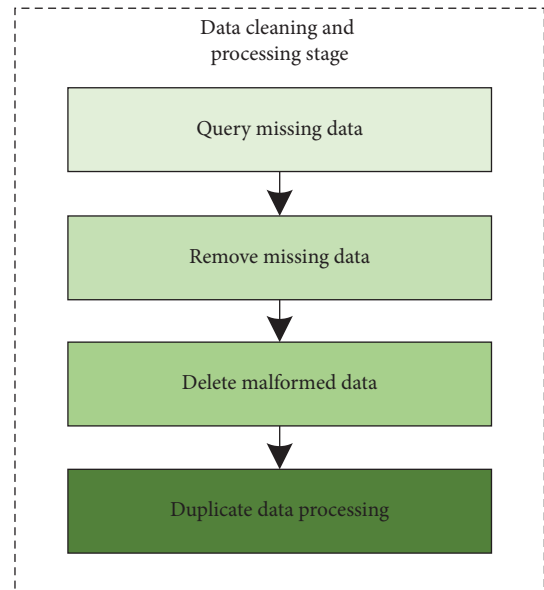 Data cleaning and
processing stage
Query missing data
Remove missing data
Delete malformed data
Duplicate data processing